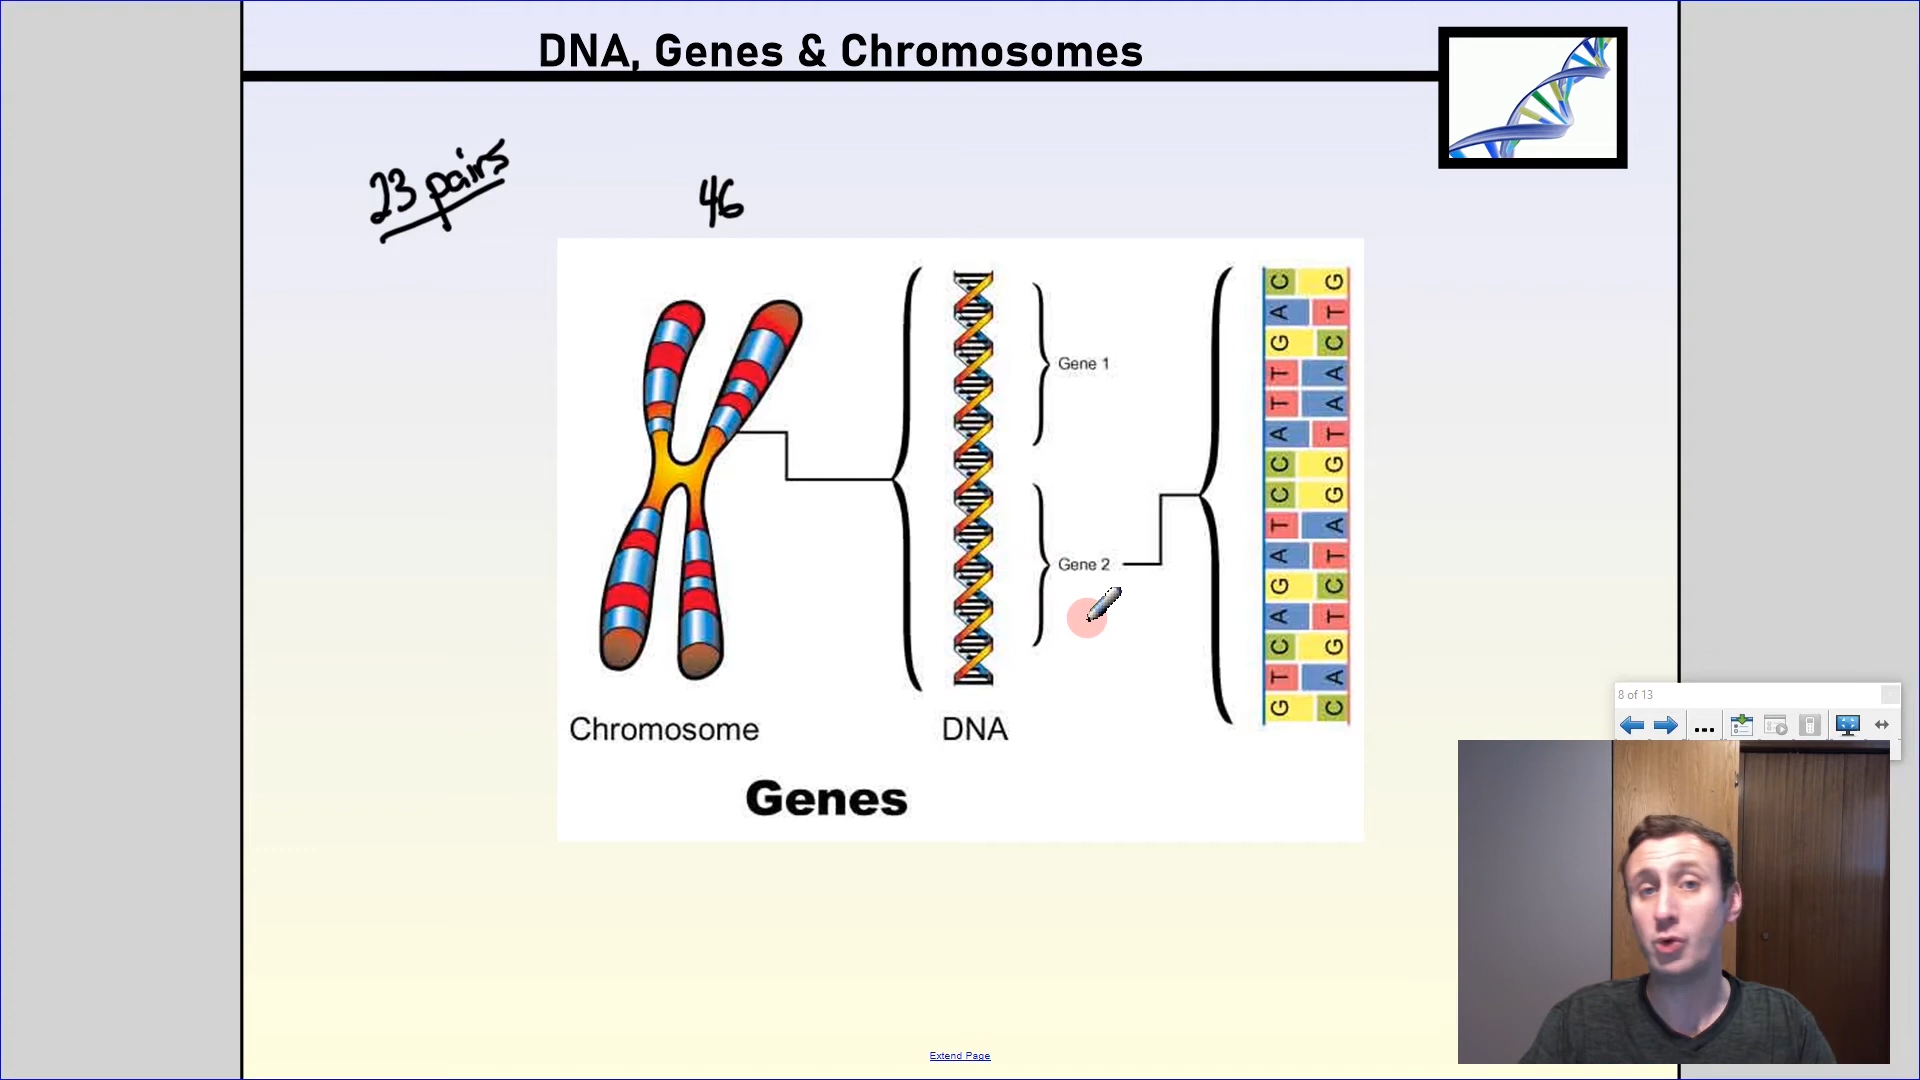 DNA, Genes & Chromosomes
23 pairs
46
Gene 1
Gene 2
C G
A T
G C
T A
T A
A T
C G
C G
T A
A T
G C
A T
C G
T A
G C
Chromosome
DNA
Genes
8 of 13
Extend Page